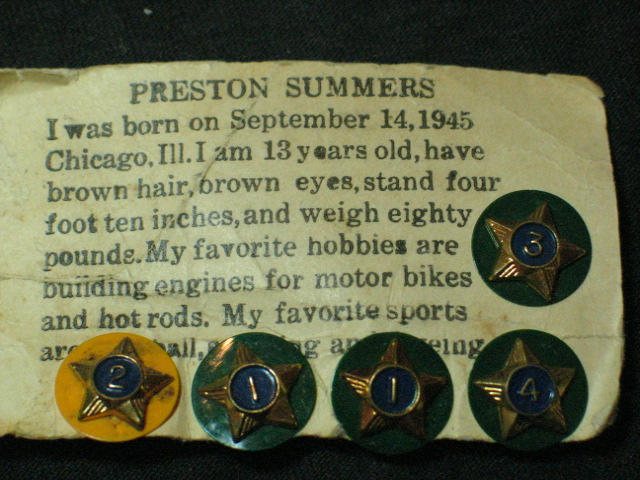 PRESTON SUMMERS
I was born on September 14,1945
Chicago,Ill.I am 13 years old,have
brown hair,brown eyes,stand four
foot ten inches,and weigh eighty
pounds.My favorite hobbies are
building engines for motor bikes
and hot rods. My favorite sports
are
3
2
1
1
4